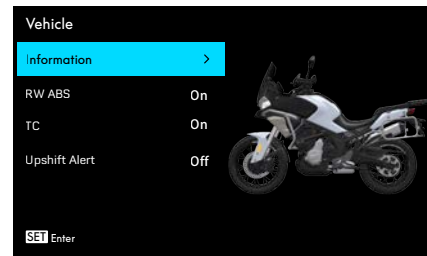 Vehicle
Information >
RW ABS On
TC On
Upshift Alert Off
SET Enter